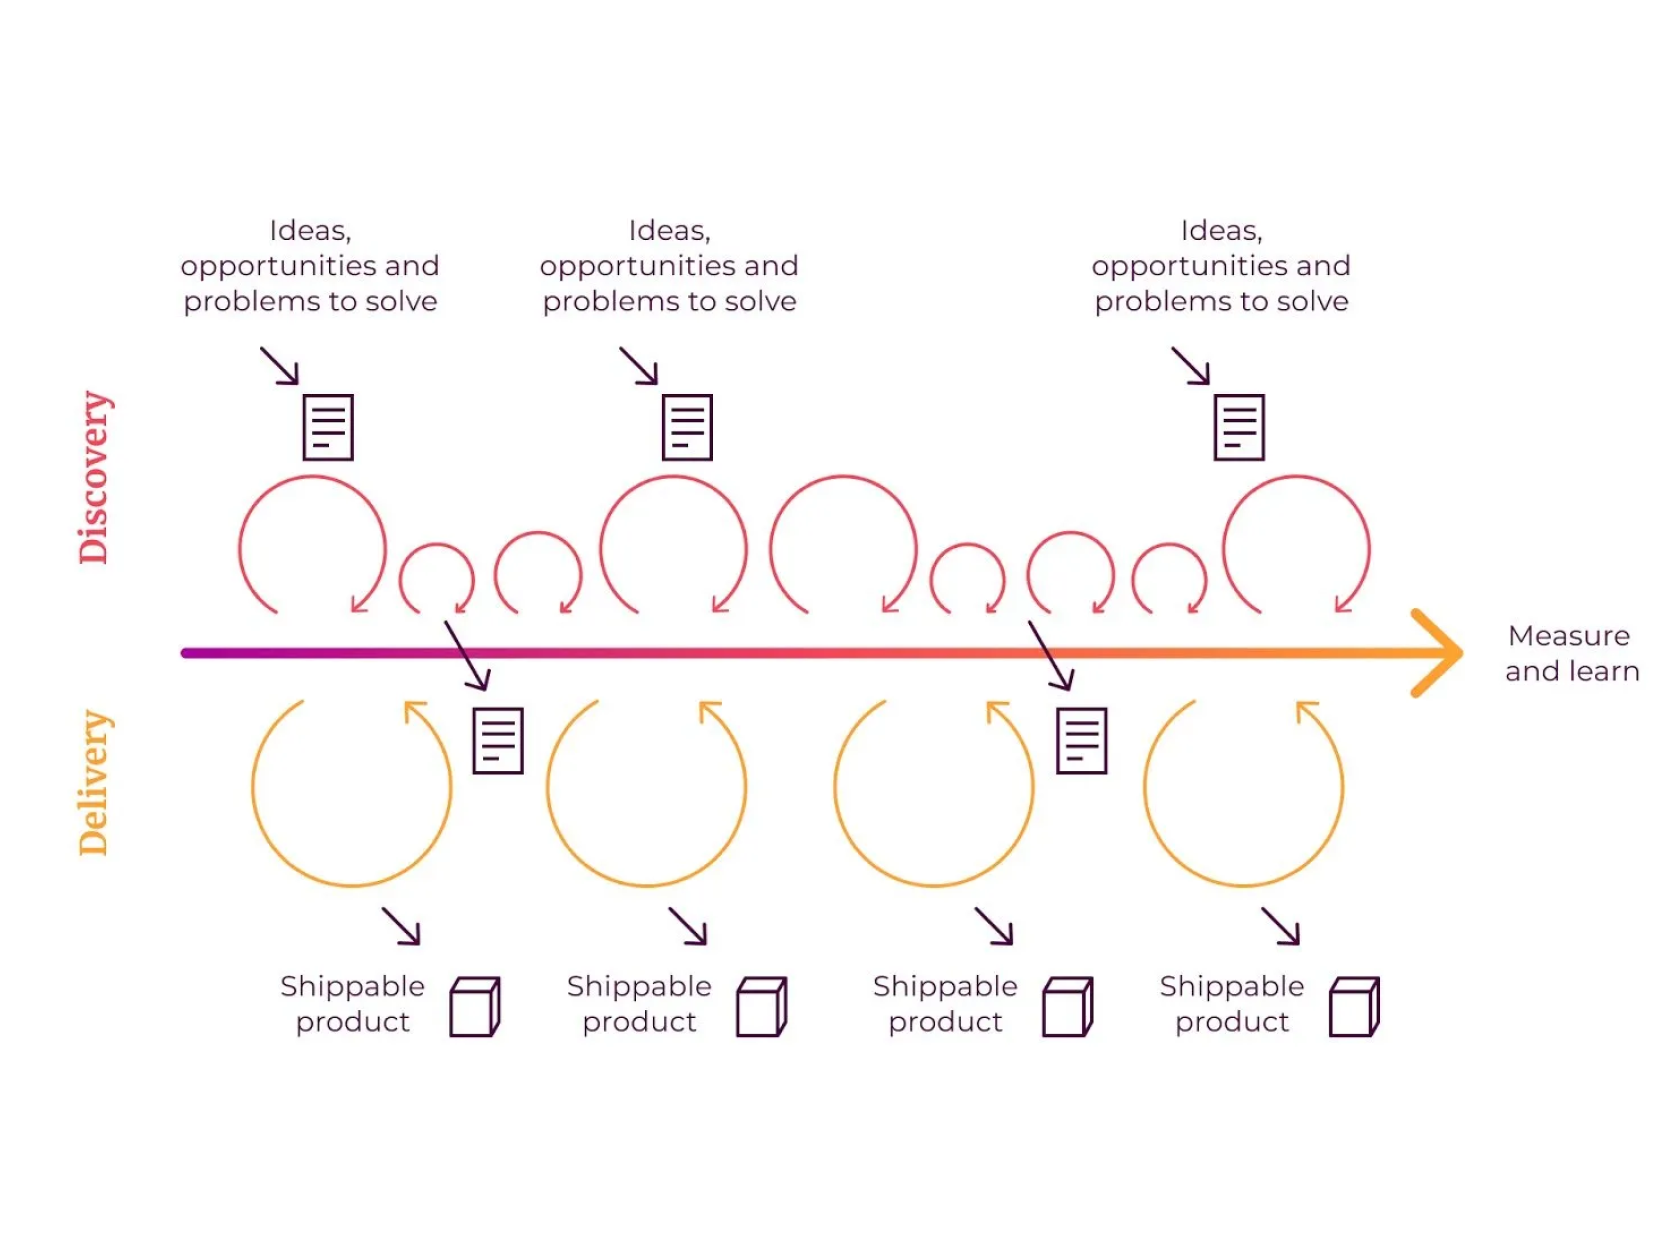 Ideas,
opportunities and
problems to solve
Ideas,
opportunities and
problems to solve
Ideas,
opportunities and
problems to solve
Discovery
Measure
and learn
Delivery
Shippable
product
Shippable
product
Shippable
product
Shippable
product